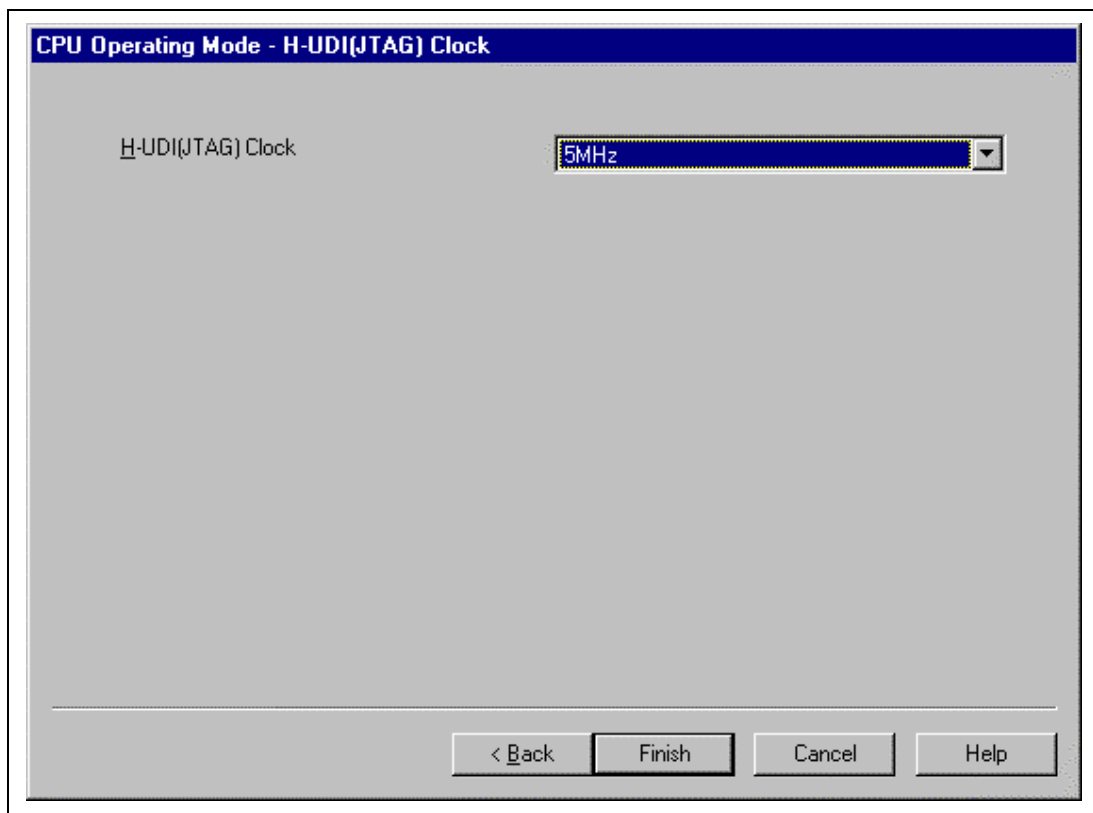 CPU Operating Mode - H-UDI(JTAG) Clock
H-UDI(JTAG) Clock
5MHz
< Back
Finish
Cancel
Help